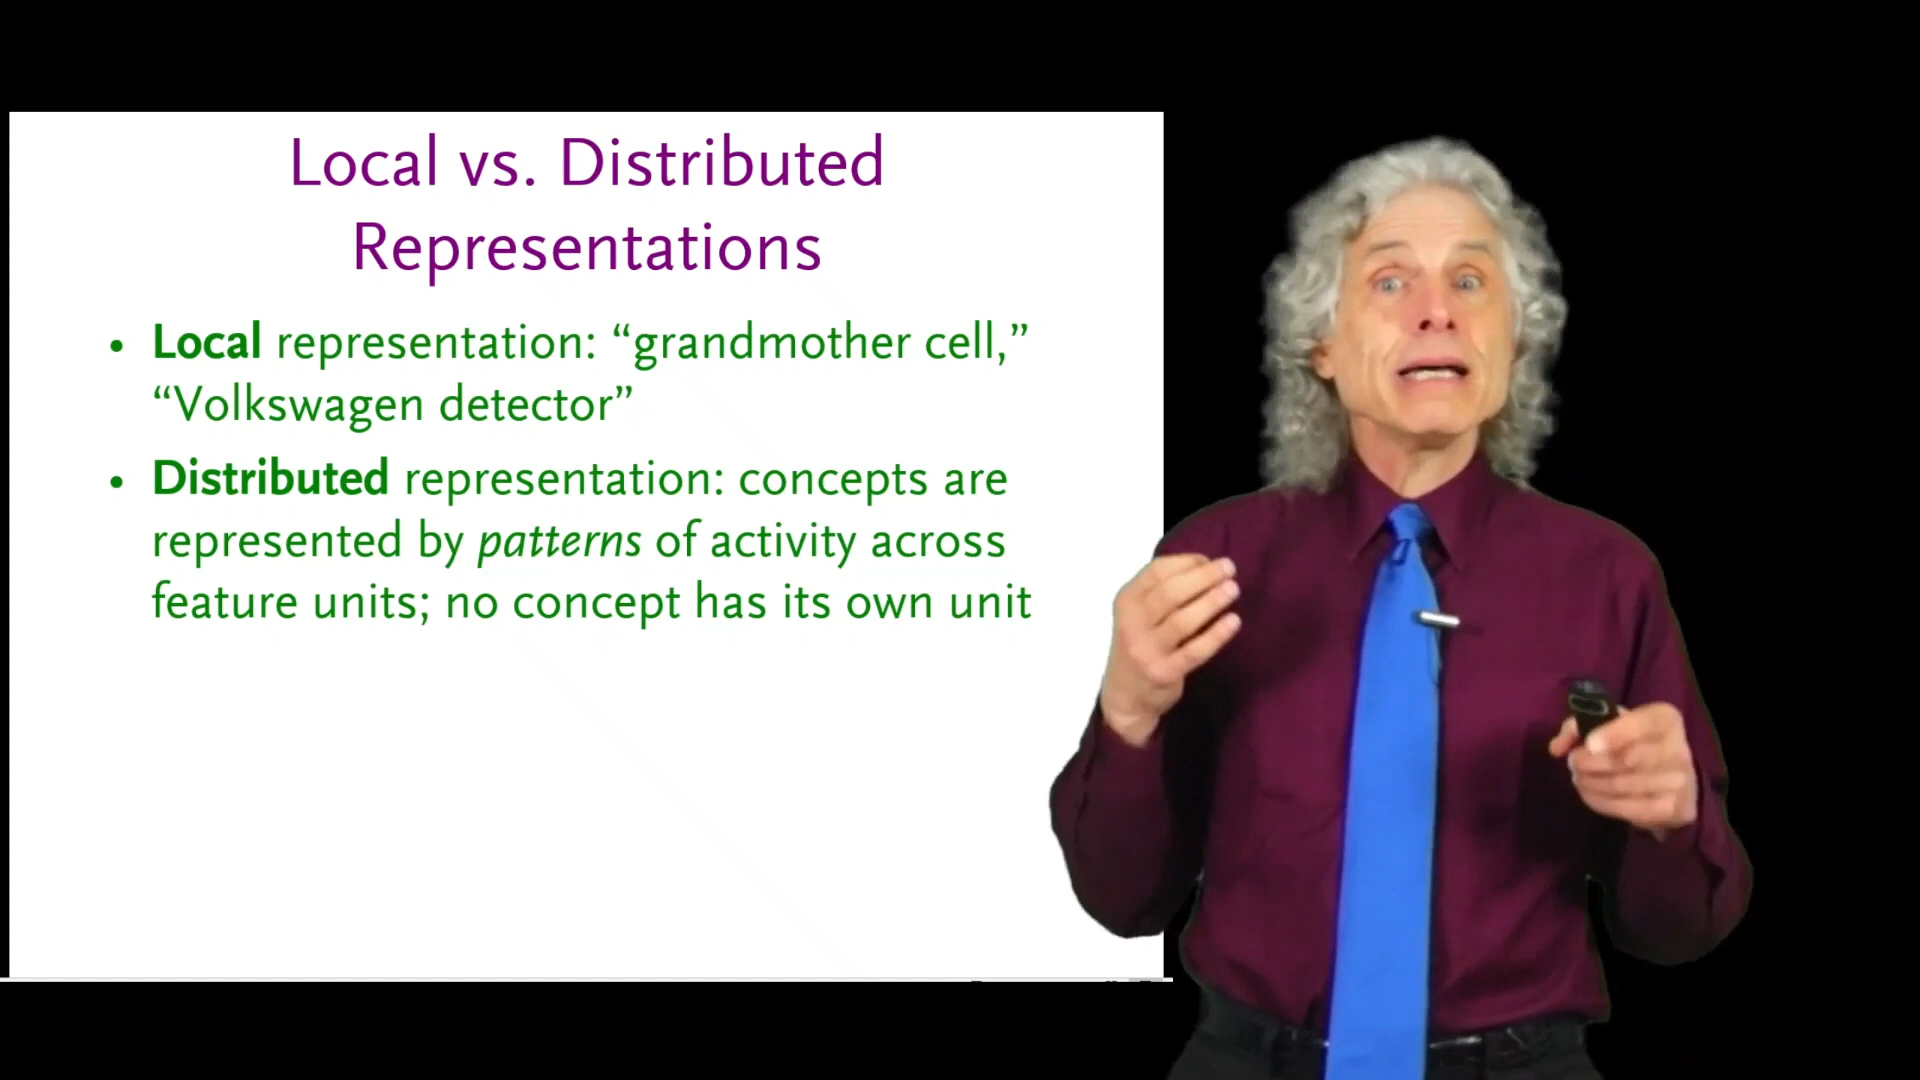 Local vs. Distributed
Representations
• Local representation: “grandmother cell,”
“Volkswagen detector”
• Distributed representation: concepts are
represented by patterns of activity across
feature units; no concept has its own unit